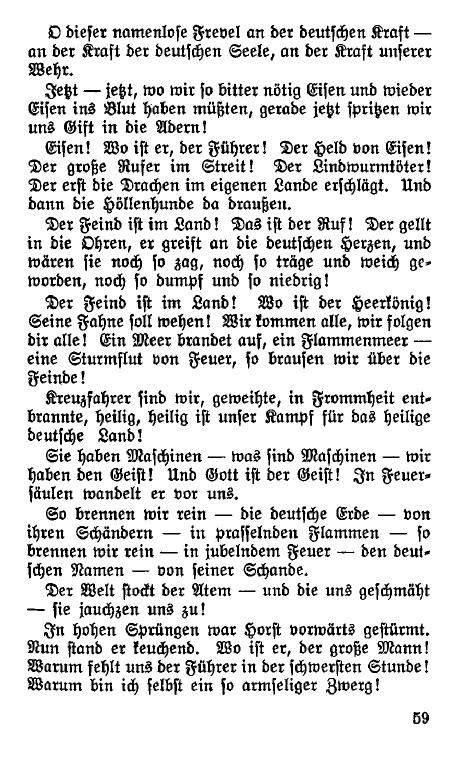 O dieser namenlose Frevel an der deutschen Kraft —
an der Kraft der deutschen Seele, an der Kraft unserer
Wehr.
Jetzt — jetzt, wo wir so bitter nötig Eisen und wieder
Eisen ins Blut haben müßten, gerade jetzt spritzen wir
uns Gift in die Adern!
Eisen! Wo ist er, der Führer! Der Held von Eisen!
Der große Rufer im Streit! Der Lindwurmtöter!
Der erst die Drachen im eigenen Lande erschlägt. Und
dann die Höllenhunde da draußen.
Der Feind ist im Land! Das ist der Ruf! Der gellt
in die Ohren, er greift an die deutschen Herzen, und
wären sie noch so zag, noch so träge und weich ge-
worden, noch so dumpf und so niedrig!
Der Feind ist im Land! Wo ist der Heerkönig!
Seine Fahne soll wehen! Wir kommen alle, wir folgen
dir alle! Ein Meer brandet auf, ein Flammenmeer —
eine Sturmflut von Feuer, so brausen wir über die
Feinde!
Kreuzfahrer sind wir, geweihte, in Frommheit ent-
brannte, heilig, heilig ist unser Kampf für das heilige
deutsche Land!
Sie haben Maschinen — was sind Maschinen — wir
haben den Geist! Und Gott ist der Geist! In Feuer-
säulen wandelt er vor uns.
So brennen wir rein — die deutsche Erde — von
ihren Schändern — in prasselnden Flammen — so
brennen wir rein — in jubelndem Feuer — den deut-
schen Namen — von seiner Schande.
Der Welt stockt der Atem — und die uns geschmäht
— sie jauchzen uns zu!
In hohen Sprüngen war Horst vorwärts gestürmt.
Nun stand er keuchend. Wo ist er, der große Mann!
Warum fehlt uns der Führer in der schwersten Stunde!
Warum bin ich selbst ein so armseliger Zwerg!
59